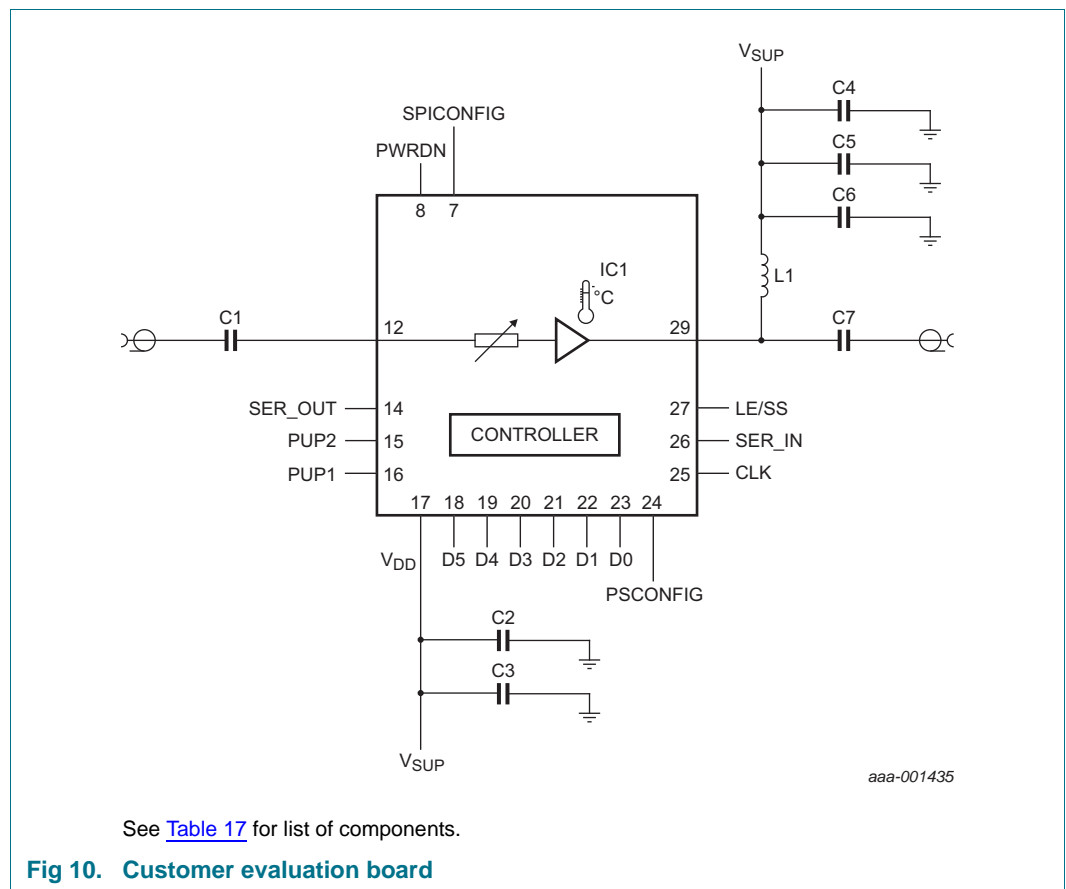 VSUP
C4
SPICONFIG
C5
PWRDN
C6
8 7
IC1
°C
L1
C1
12
29
C7
SER_OUT
14
27
LE/SS
PUP2
15
CONTROLLER
26
SER_IN
PUP1
16
25
CLK
17 18 19 20 21 22 23 24
VDD
D5 D4 D3 D2 D1 D0
PSCONFIG
C2
C3
VSUP
aaa-001435
See Table 17 for list of components.
Fig 10. Customer evaluation board